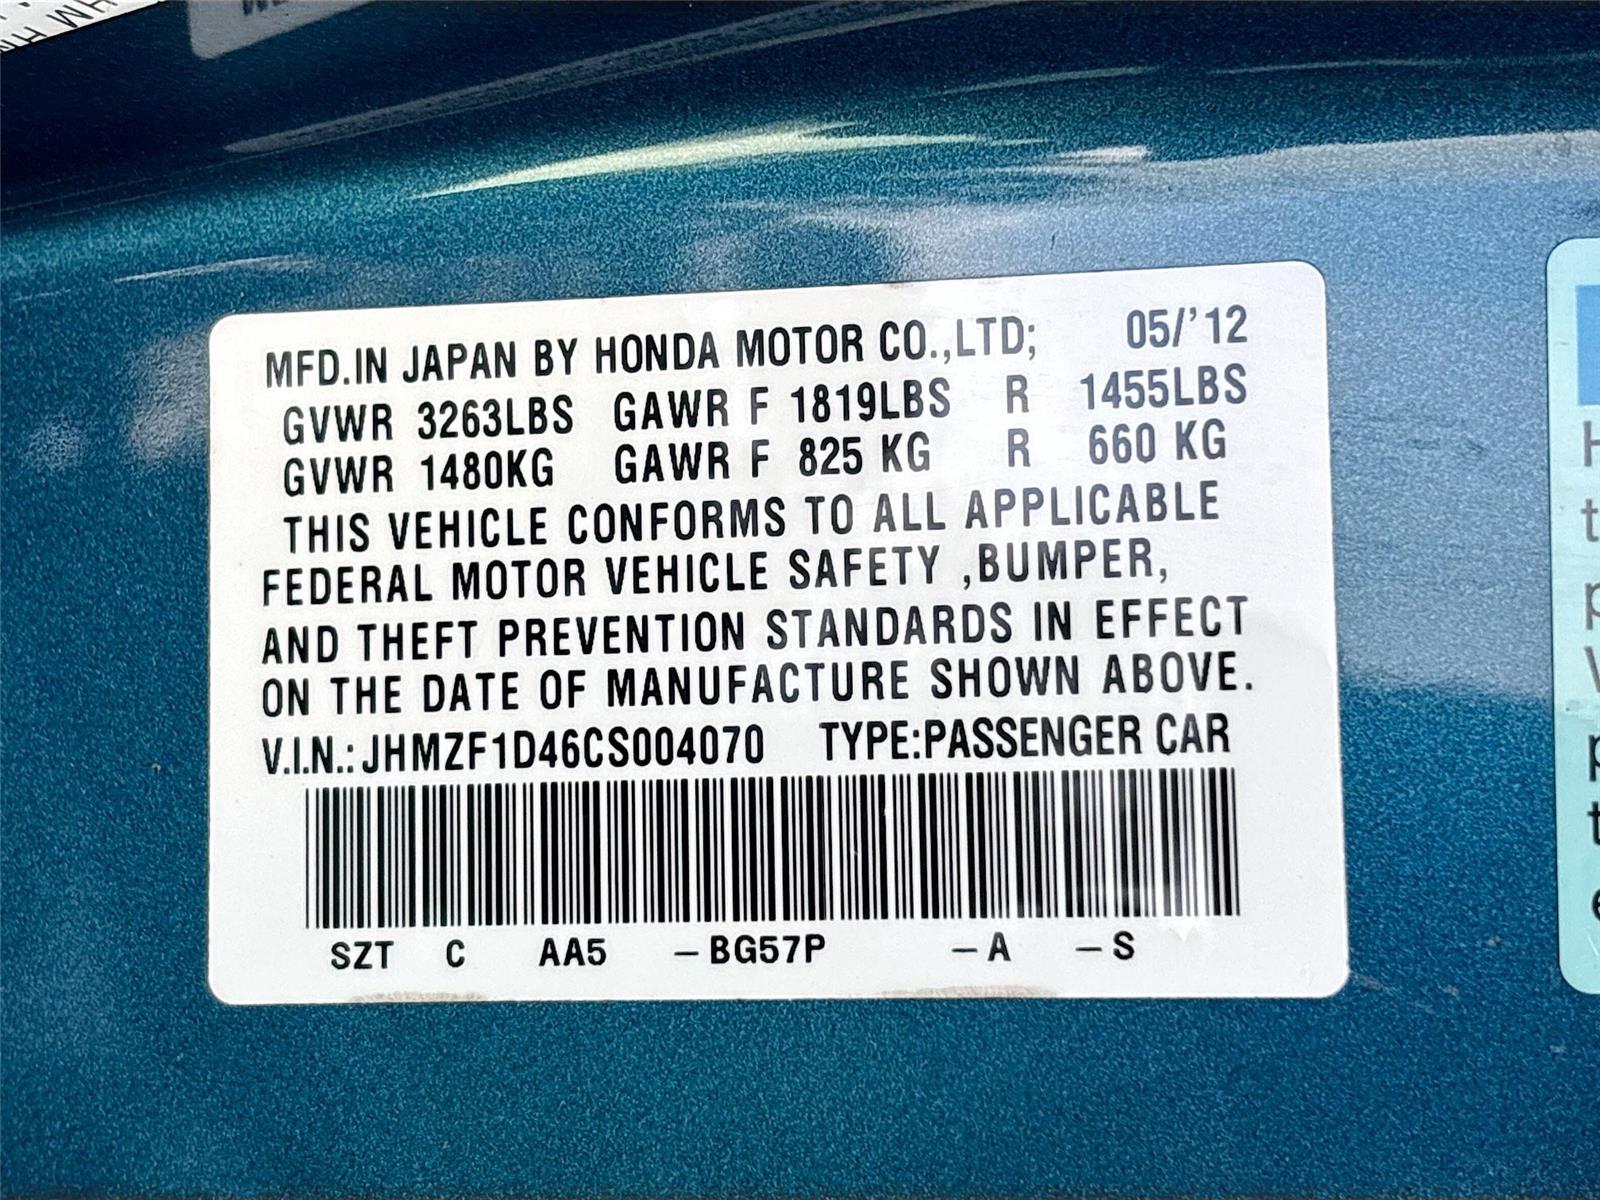 MFD.IN JAPAN BY HONDA MOTOR CO.,LTD; 05/'12
GVWR 3263LBS GAWR F 1819LBS R 1455LBS
GVWR 1480KG GAWR F 825 KG R 660 KG
THIS VEHICLE CONFORMS TO ALL APPLICABLE
FEDERAL MOTOR VEHICLE SAFETY ,BUMPER,
AND THEFT PREVENTION STANDARDS IN EFFECT
ON THE DATE OF MANUFACTURE SHOWN ABOVE.
V.I.N.: JHMZF1D46CS004070 TYPE:PASSENGER CAR
SZT C AA5 –BG57P –A –S